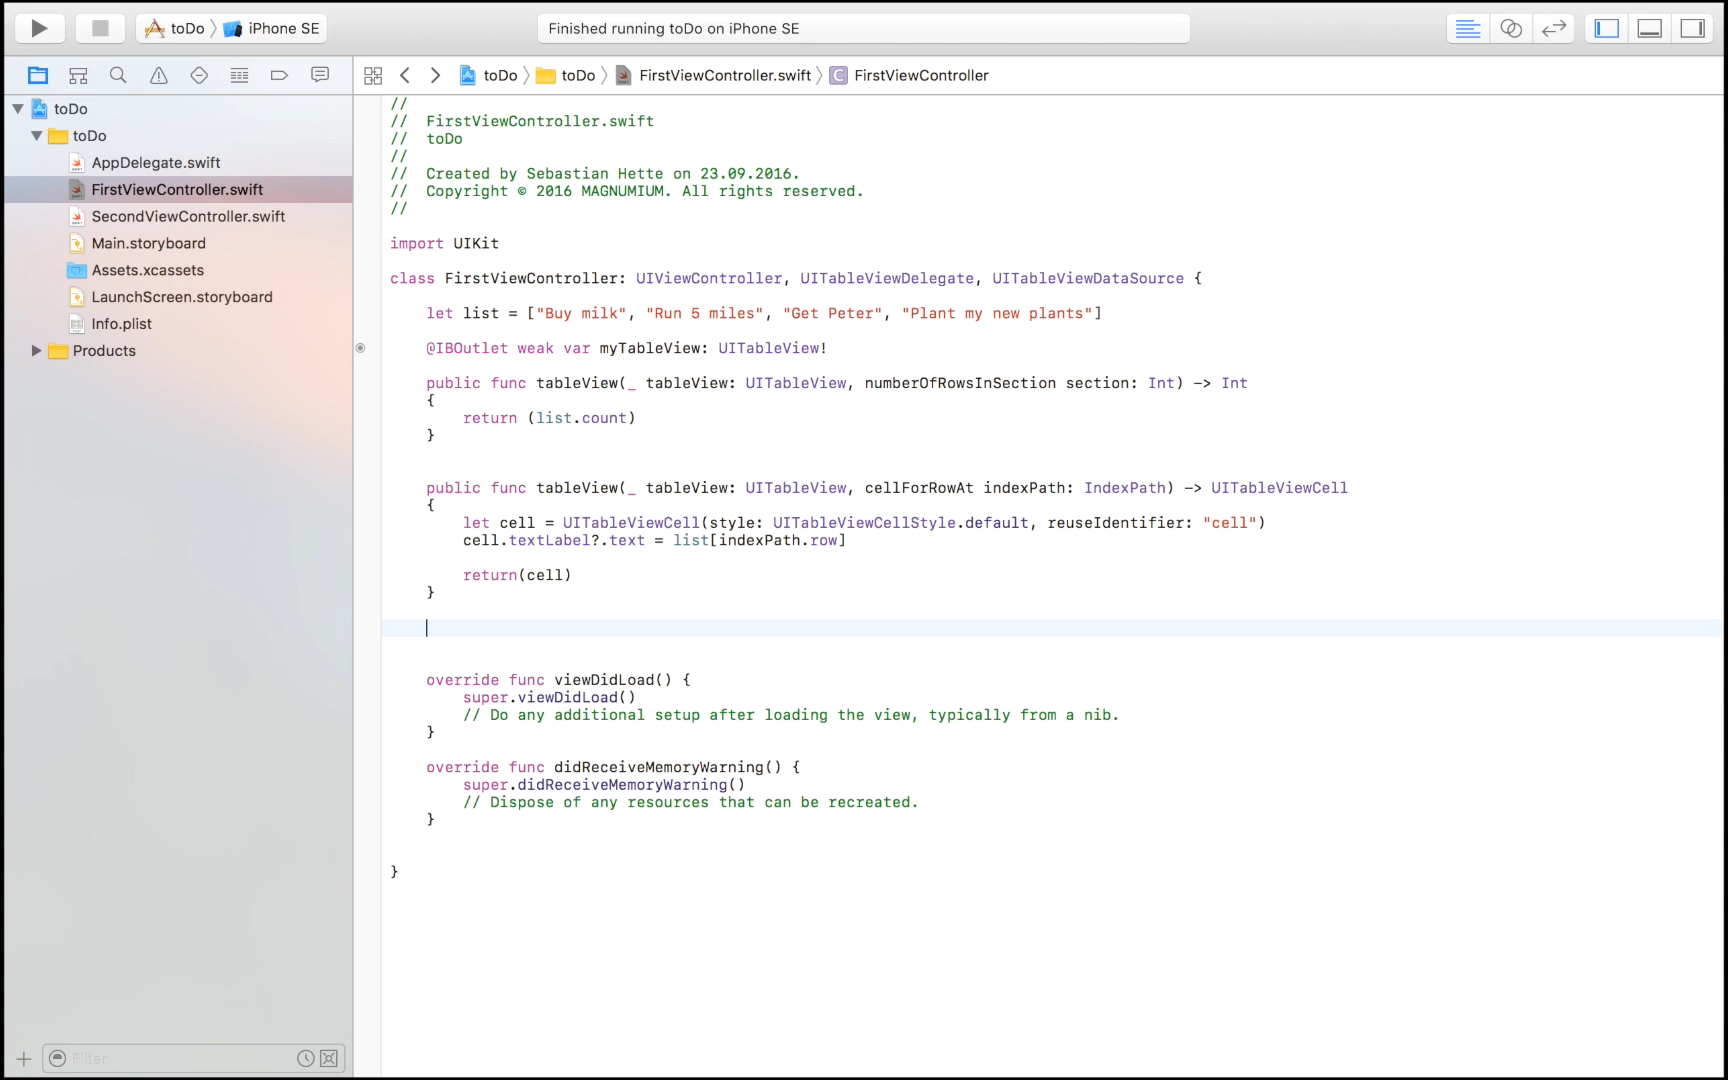 toDo iPhone SE
Finished running toDo on iPhone SE
toDo toDo FirstViewController.swift C FirstViewController
toDo
toDo
AppDelegate.swift
FirstViewController.swift
SecondViewController.swift
Main.storyboard
Assets.xcassets
LaunchScreen.storyboard
Info.plist
Products
Filter
//
// FirstViewController.swift
// toDo
//
// Created by Sebastian Hette on 23.09.2016.
// Copyright © 2016 MAGNUMIUM. All rights reserved.
//
import UIKit
class FirstViewController: UIViewController, UITableViewDelegate, UITableViewDataSource {
let list = ["Buy milk", "Run 5 miles", "Get Peter", "Plant my new plants"]
@IBOutlet weak var myTableView: UITableView!
public func tableView(_ tableView: UITableView, numberOfRowsInSection section: Int) -> Int
{
return (list.count)
}
public func tableView(_ tableView: UITableView, cellForRowAt indexPath: IndexPath) -> UITableViewCell
{
let cell = UITableViewCell(style: UITableViewCellStyle.default, reuseIdentifier: "cell")
cell.textLabel?.text = list[indexPath.row]
return(cell)
}
override func viewDidLoad() {
super.viewDidLoad()
// Do any additional setup after loading the view, typically from a nib.
}
override func didReceiveMemoryWarning() {
super.didReceiveMemoryWarning()
// Dispose of any resources that can be recreated.
}
}